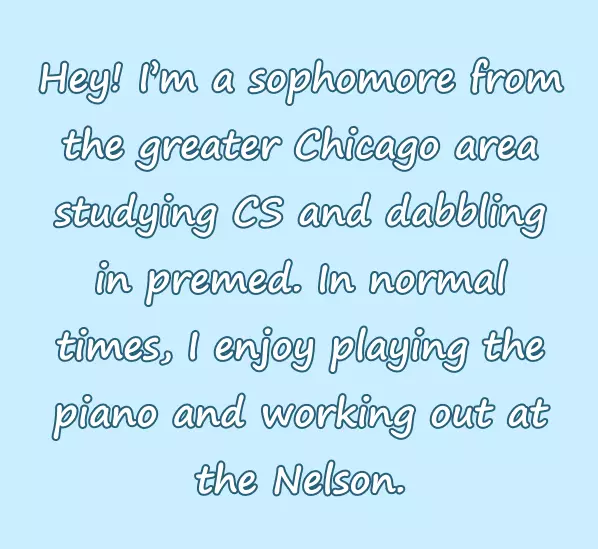 Hey! I’m a sophomore from
the greater Chicago area
studying CS and dabbling
in premed. In normal
times, I enjoy playing the
piano and working out at
the Nelson.